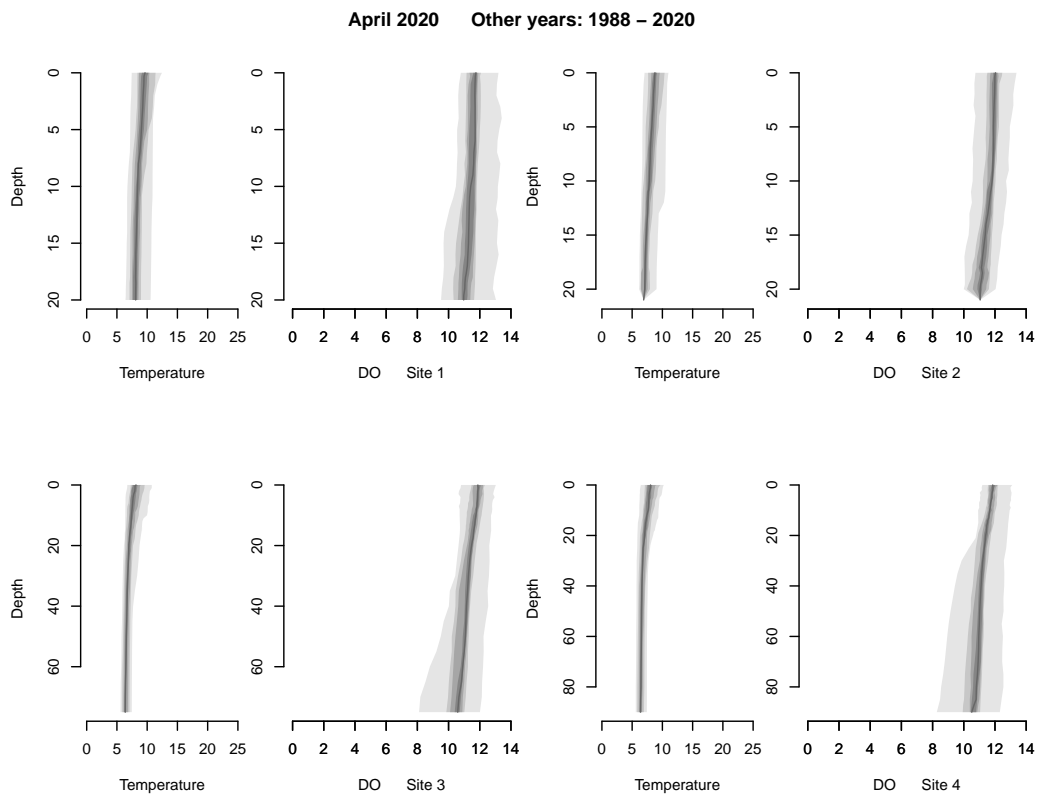 April 2020 Other years: 1988 − 2020
0 5 10 15 20
Depth
0 5 10 15 20 25
Temperature
0 5 10 15 20
0 2 4 6 8 10 12 14
DO Site 1
0 5 10 15 20
Depth
0 5 10 15 20 25
Temperature
0 5 10 15 20
0 2 4 6 8 10 12 14
DO Site 2
0 20 40 60
Depth
0 5 10 15 20 25
Temperature
0 20 40 60
0 2 4 6 8 10 12 14
DO Site 3
0 20 40 60 80
Depth
0 5 10 15 20 25
Temperature
0 20 40 60 80
0 2 4 6 8 10 12 14
DO Site 4